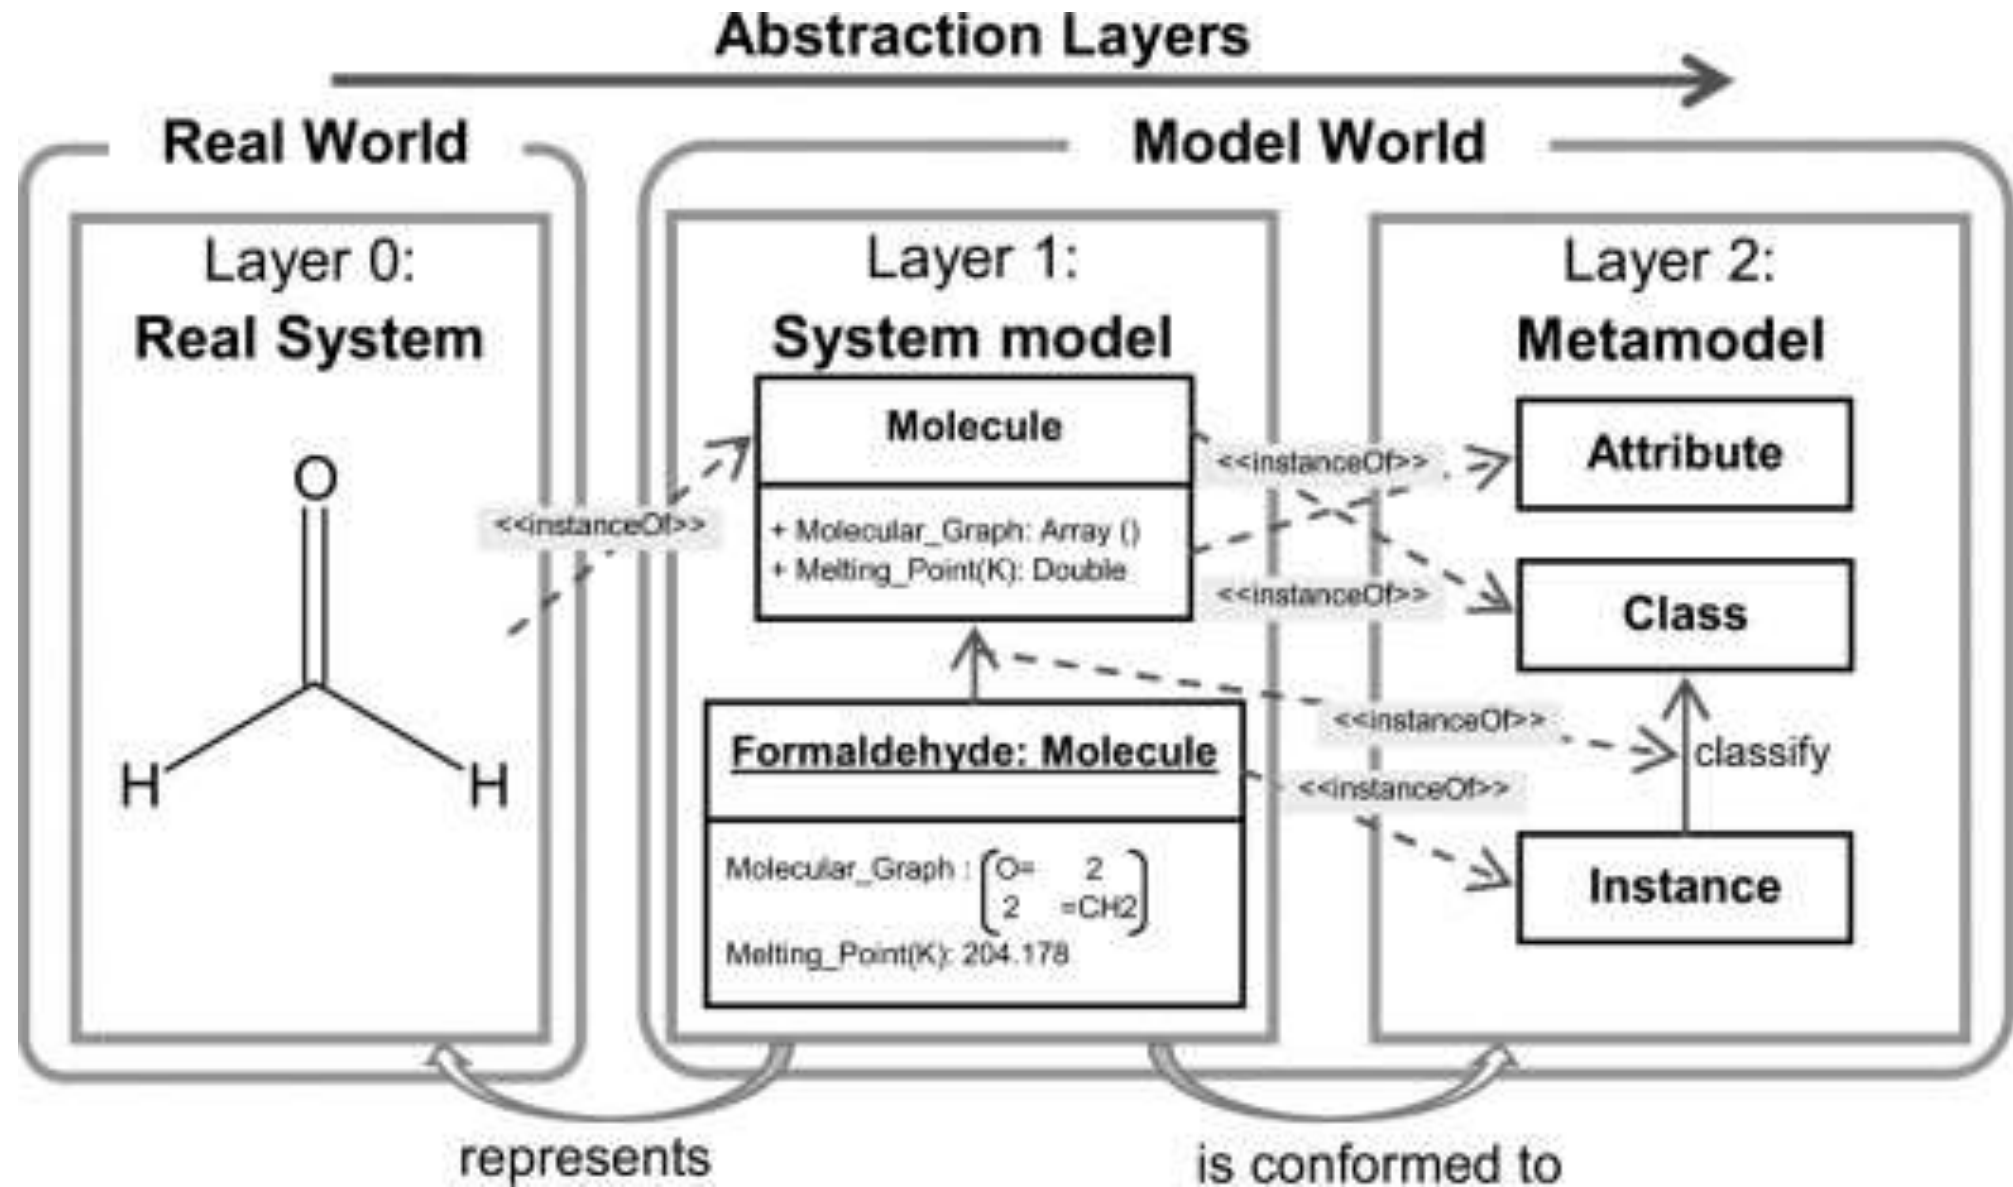 Abstraction Layers
Real World
Model World
Layer 0:
Real System
O
H
H
<<instanceOf>>
Layer 1:
System model
Molecule
+ Molecular_Graph: Array ()
+ Melting_Point(K): Double
Formaldehyde: Molecule
Molecular_Graph : O= 2
2 =CH2
Melting_Point(K): 204.178
<<instanceOf>>
<<instanceOf>>
<<instanceOf>>
<<instanceOf>>
Layer 2:
Metamodel
Attribute
Class
classify
Instance
represents
is conformed to